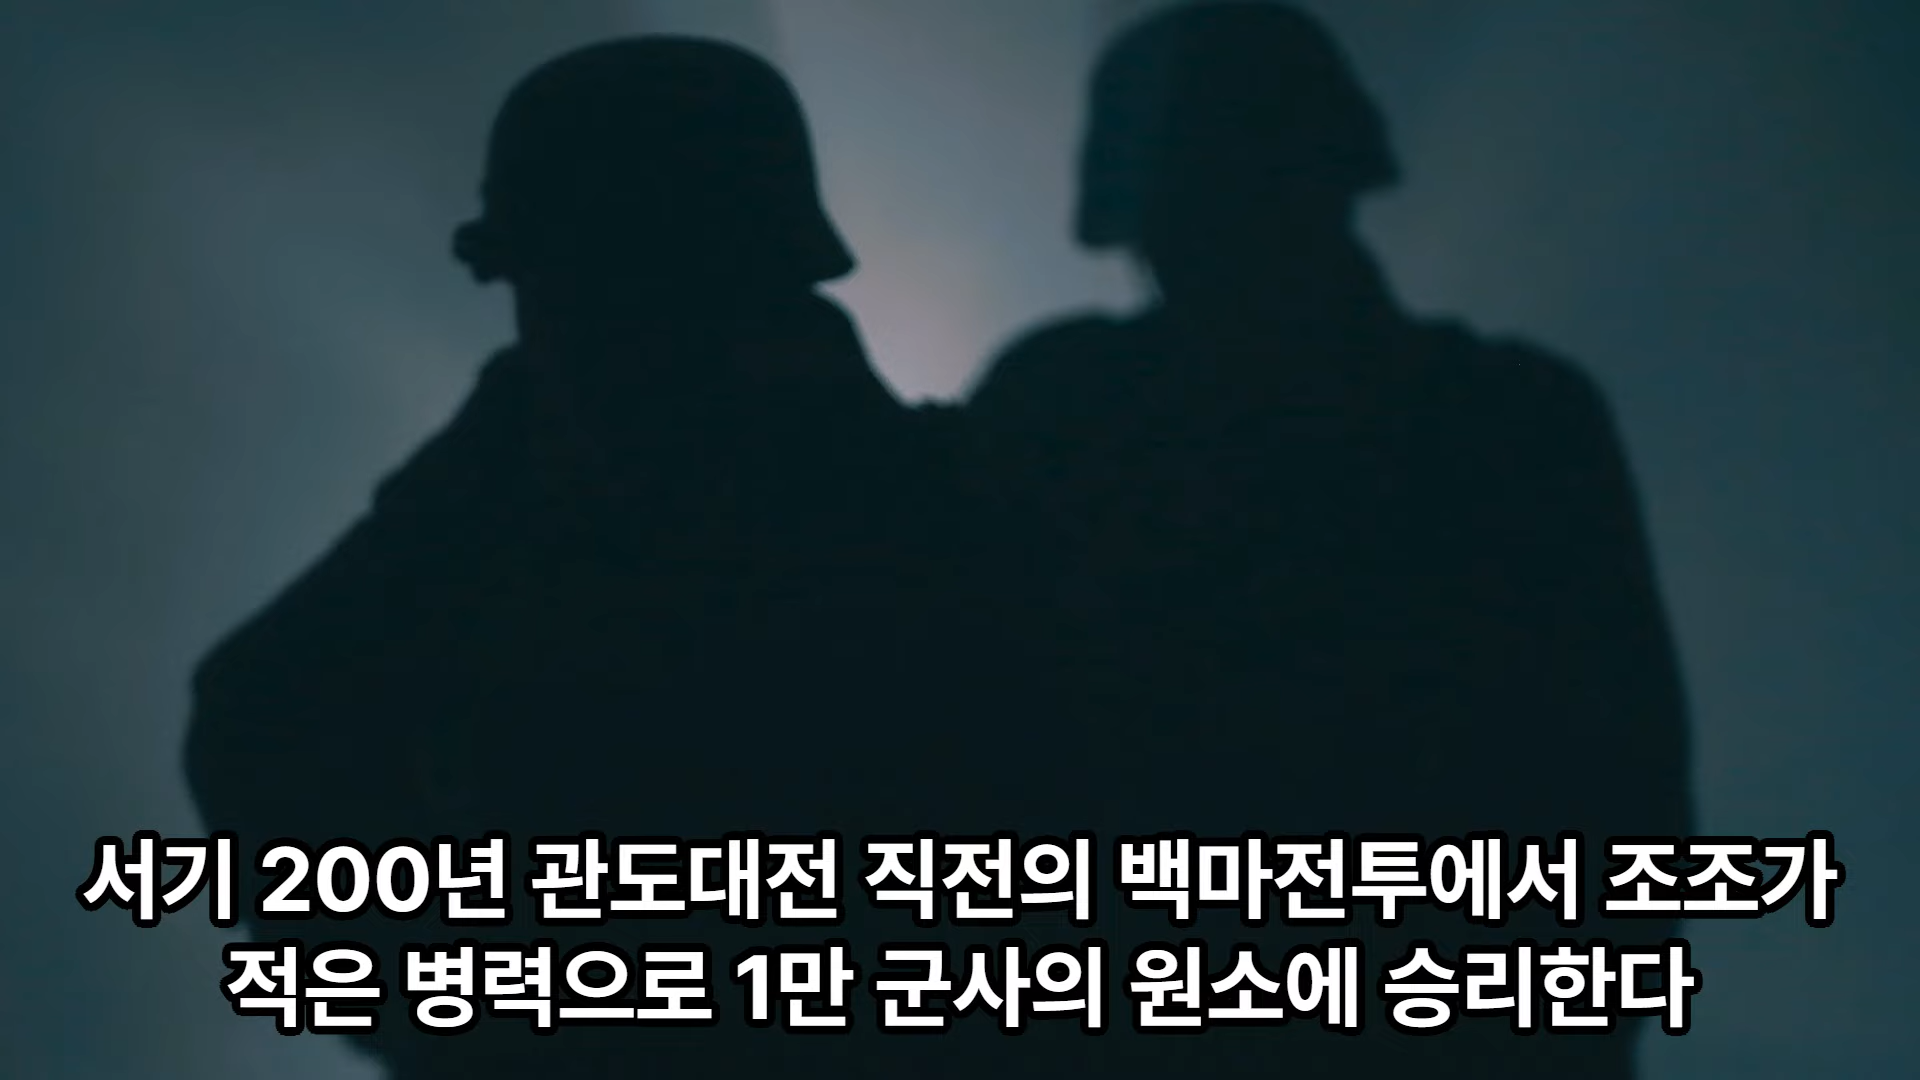 서기 200년 관도대전 직전의 백마전투에서 조조가
적은 병력으로 1만 군사의 원소에 승리한다